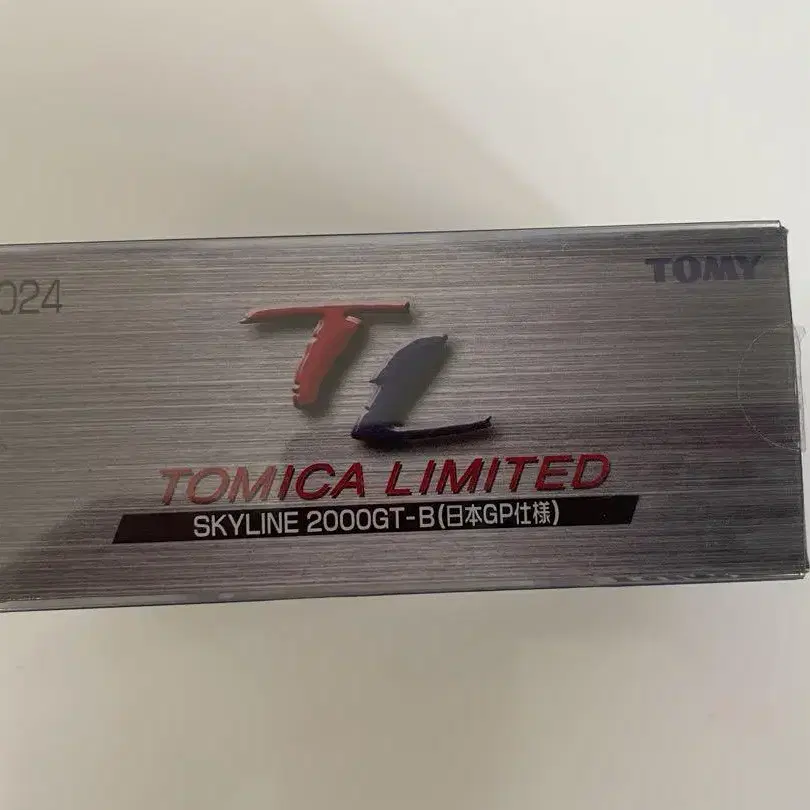 024
TOMY
TL
TOMICA LIMITED
SKYLINE 2000GT-B(日本GP仕様)